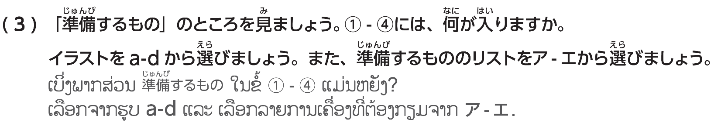 ( 3 ) 「準備するもの」のところを見ましょう。① - ④には、何が入りますか。
イラストを a-d から選びましょう。また、準備するもののリストをア - エから選びましょう。
ເບິ່ງພາກສ່ວນ 準備するもの ໃນຂໍ້ ① - ④ ແມ່ນຫຍັງ?
ເລືອກຈາກຮູບ a-d ແລະ ເລືອກລາຍການເຄື່ອງທີ່ຕ້ອງກຽມຈາກ ア - エ.